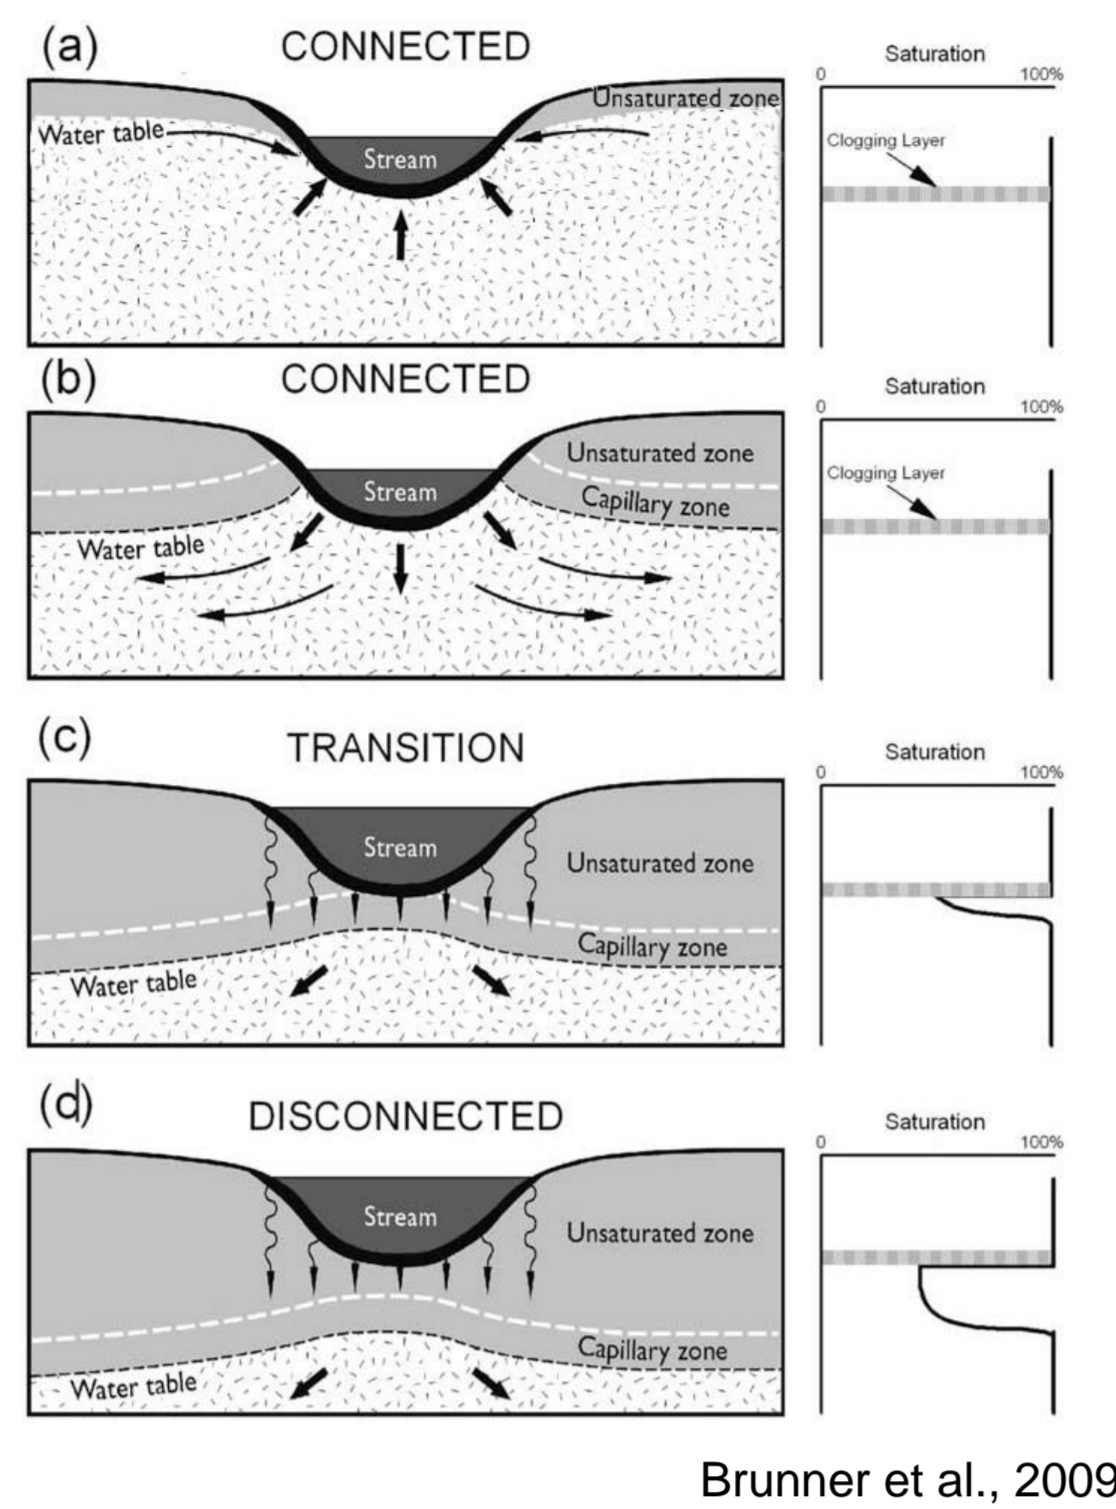 (a) CONNECTED
Saturation
0 100%
Unsaturated zone
Water table
Stream
Clogging Layer
(b) CONNECTED
Saturation
0 100%
Unsaturated zone
Stream
Capillary zone
Water table
Clogging Layer
(c) TRANSITION
Saturation
0 100%
Stream
Unsaturated zone
Capillary zone
Water table
(d) DISCONNECTED
Saturation
0 100%
Stream
Unsaturated zone
Capillary zone
Water table
Brunner et al., 2009